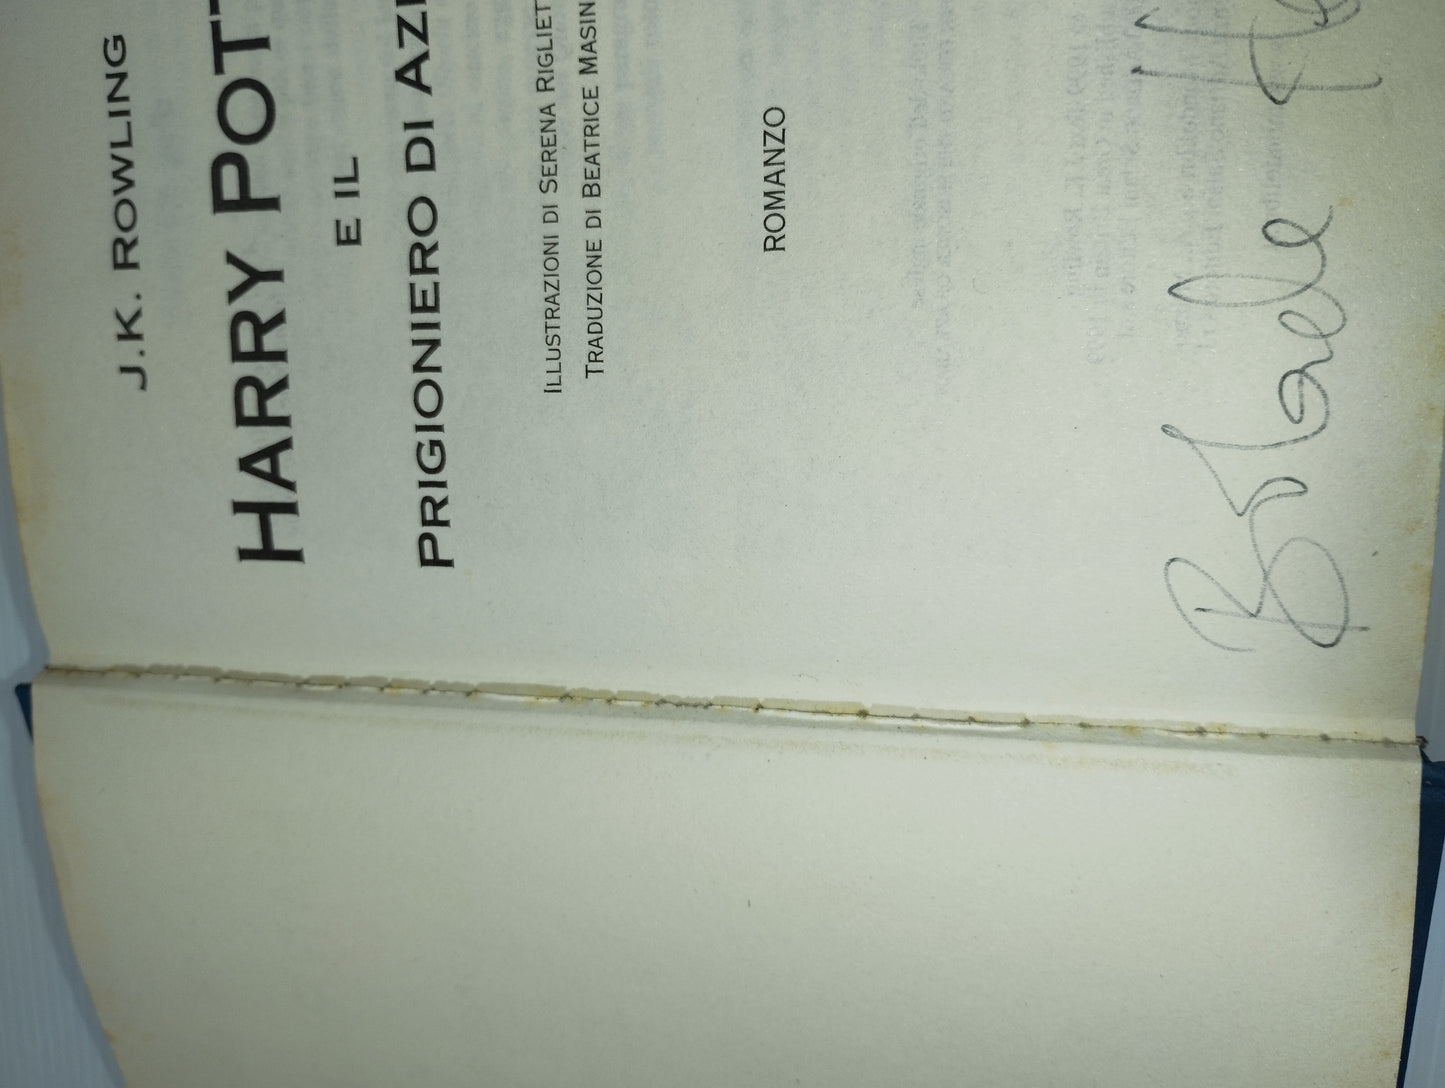 J.K. ROWLING
HARRY POT
E IL
PRIGIONIERO DI AZ
ILLUSTRAZIONI DI SERENA RIGLIET
TRADUZIONE DI BEATRICE MASIN
ROMANZO